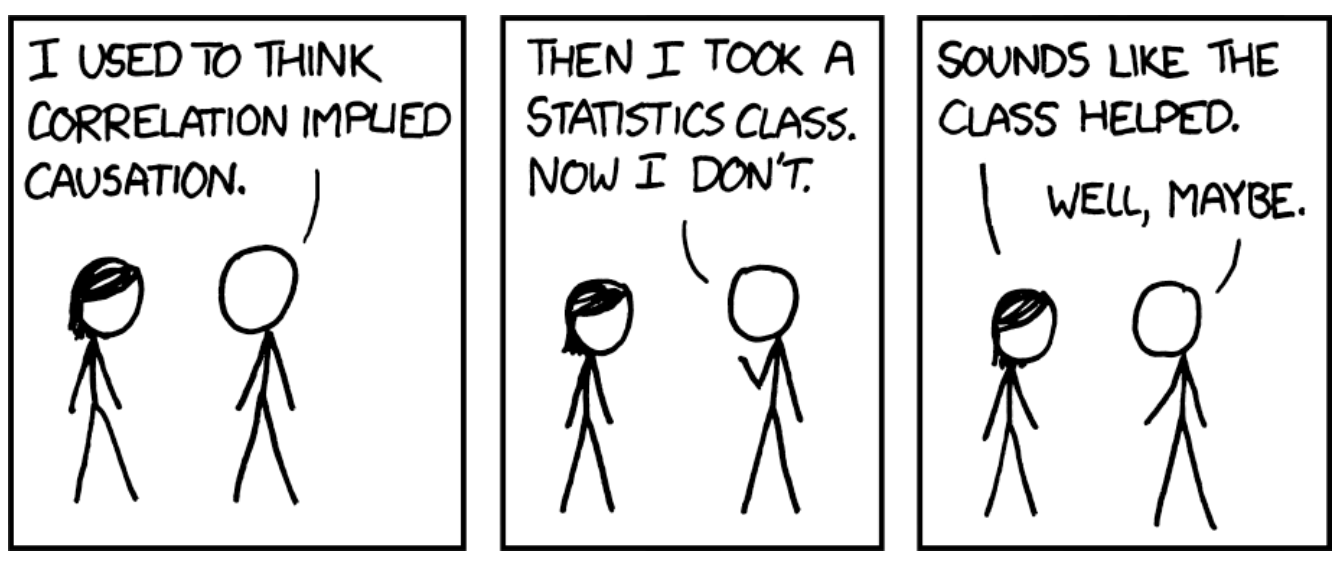 I USED TO THINK
CORRELATION IMPLIED
CAUSATION.
THEN I TOOK A
STATISTICS CLASS.
NOW I DON'T.
SOUNDS LIKE THE
CLASS HELPED.
WELL, MAYBE.